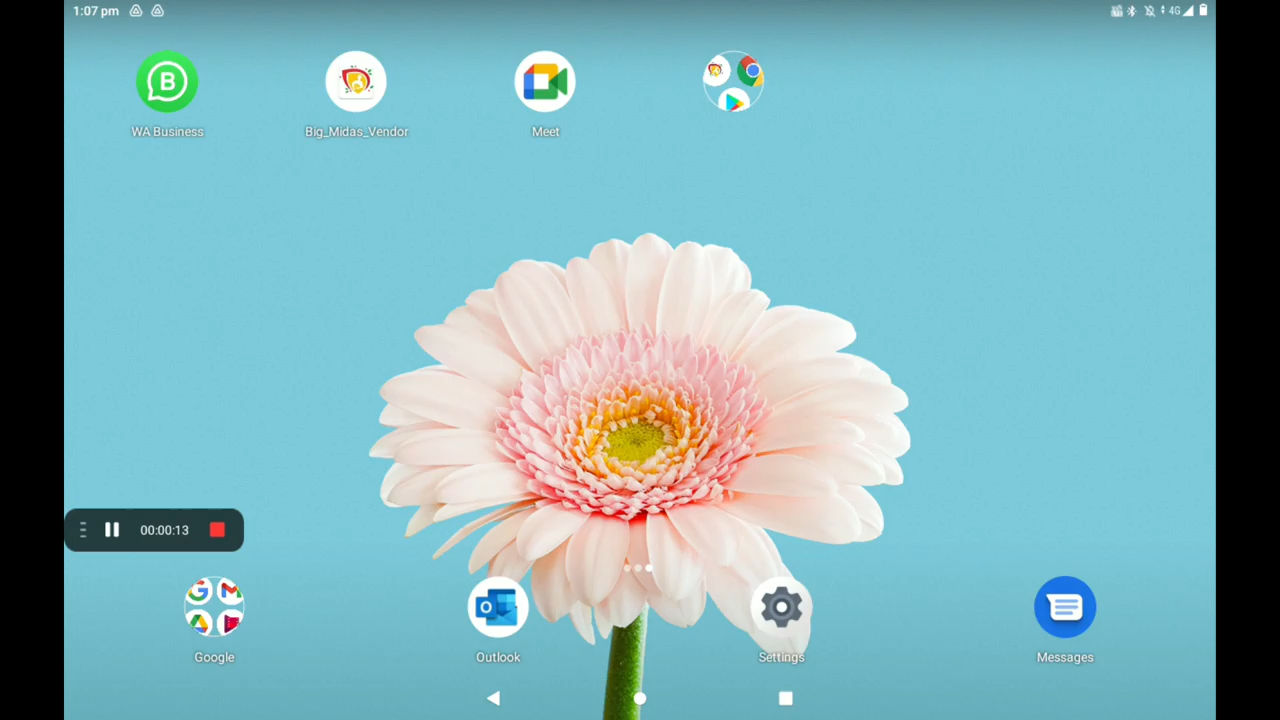 1:07 pm
4G
B
WA Business
Big_Midas_Vendor
Meet
00:00:13
Google
Outlook
Settings
Messages